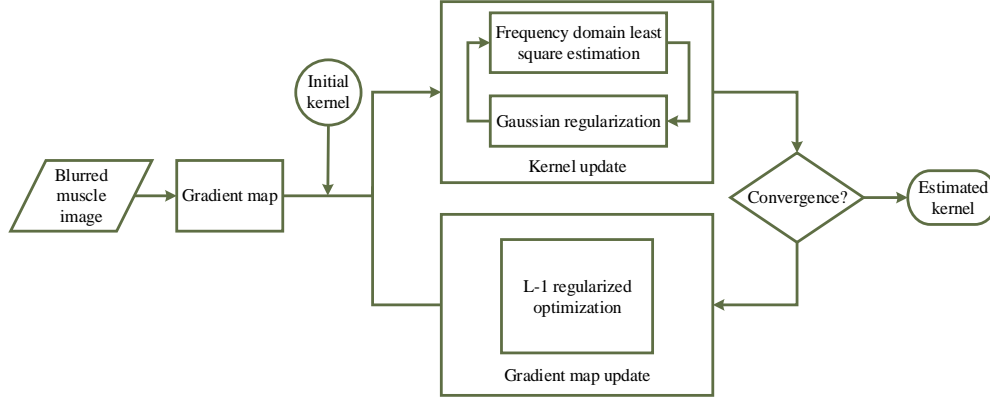 Blurred
muscle
image
Gradient map
Initial
kernel
Frequency domain least
square estimation
Gaussian regularization
Kernel update
L-1 regularized
optimization
Gradient map update
Convergence?
Estimated
kernel